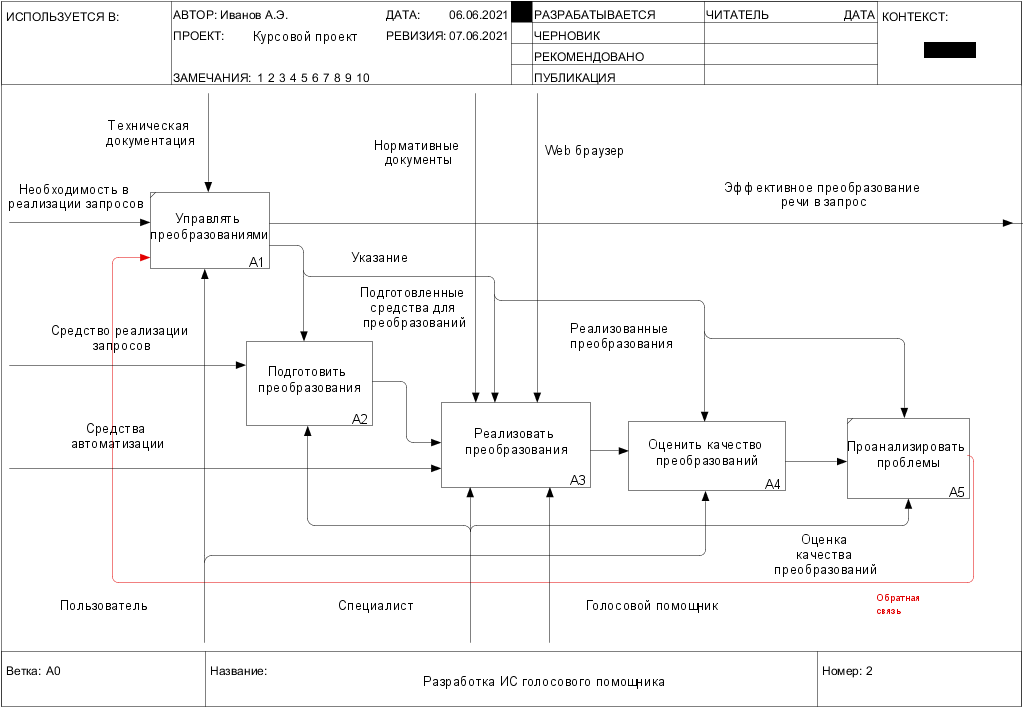 ИСПОЛЬЗУЕТСЯ В:
АВТОР: Иванов А.Э.
ДАТА: 06.06.2021
РАЗРАБАТЫВАЕТСЯ
ЧИТАТЕЛЬ
ДАТА
КОНТЕКСТ:
ПРОЕКТ: Курсовой проект
РЕВИЗИЯ: 07.06.2021
ЧЕРНОВИК
РЕКОМЕНДОВАНО
ЗАМЕЧАНИЯ: 1 2 3 4 5 6 7 8 9 10
ПУБЛИКАЦИЯ
Техническая
документация
Нормативные
документы
Web браузер
Необходимость в
реализации запросов
Эффективное преобразование
речи в запрос
Управлять
преобразованиями
A1
Указание
Подготовленные
средства для
преобразований
Средство реализации
запросов
Реализованные
преобразования
Подготовить
преобразования
A2
Средства
автоматизации
Реализовать
преобразования
A3
Оценить качество
преобразований
A4
Проанализировать
проблемы
A5
Оценка
качества
преобразований
Обратная
связь
Пользователь
Специалист
Голосовой помощник
Ветка: A0
Название:
Разработка ИС голосового помощника
Номер: 2